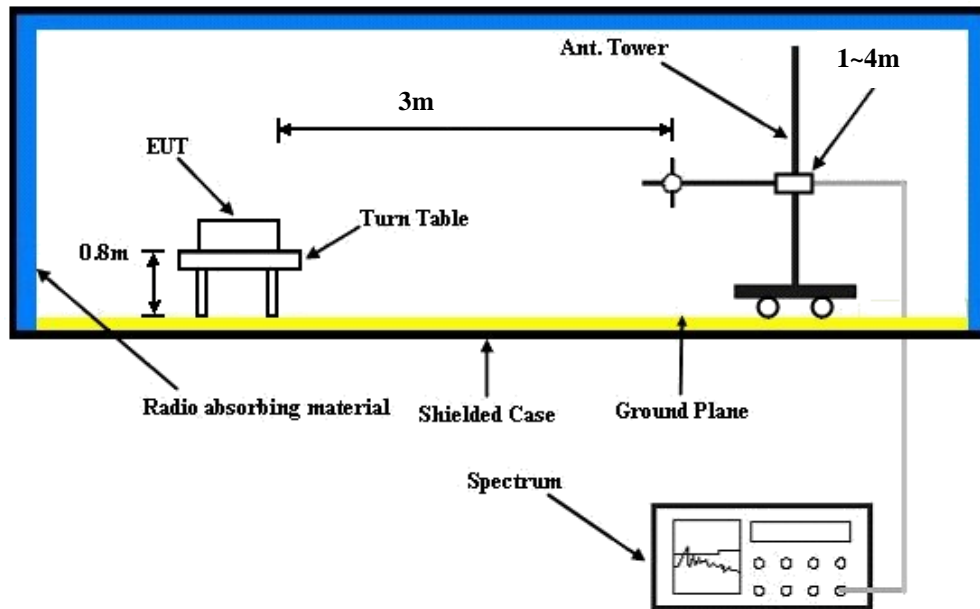 Ant. Tower
1~4m
3m
EUT
Turn Table
0.8m
Radio absorbing material
Shielded Case
Ground Plane
Spectrum